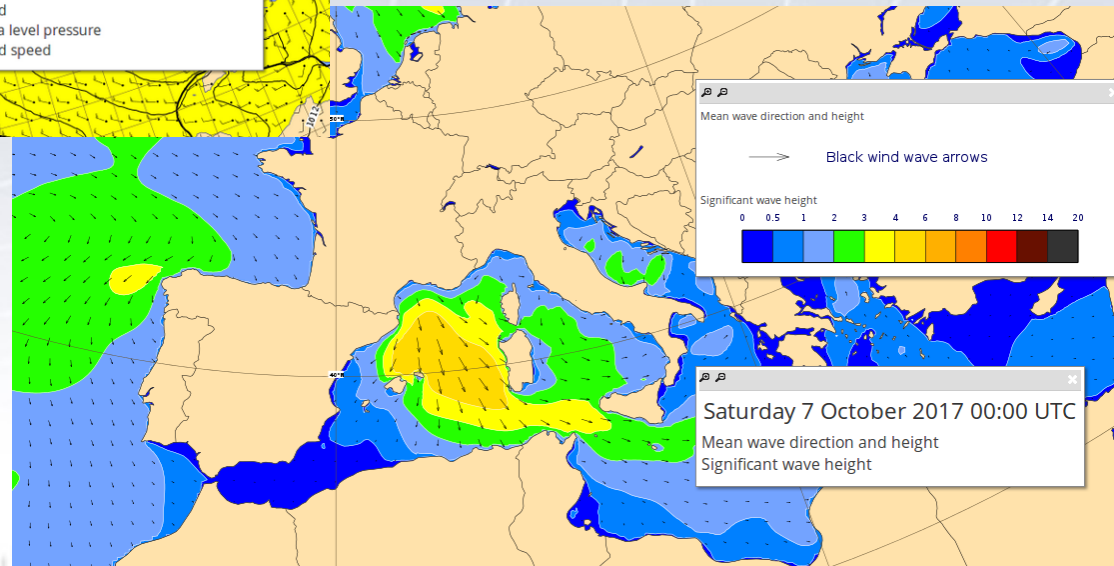 d
a level pressure
d speed
1012
50°N
Mean wave direction and height
Black wind wave arrows
Significant wave height
0 0.5 1 2 3 4 6 8 10 12 14 20
40°N
Saturday 7 October 2017 00:00 UTC
Mean wave direction and height
Significant wave height